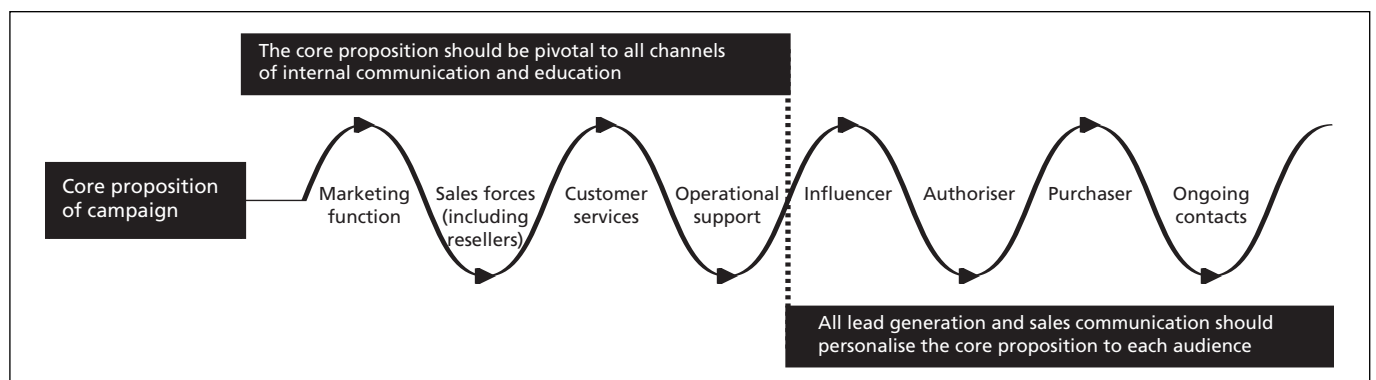 The core proposition should be pivotal to all channels
of internal communication and education
Core proposition
of campaign
Marketing
function
Sales forces
(including
resellers)
Customer
services
Operational
support
Influencer
Authoriser
Purchaser
Ongoing
contacts
All lead generation and sales communication should
personalise the core proposition to each audience